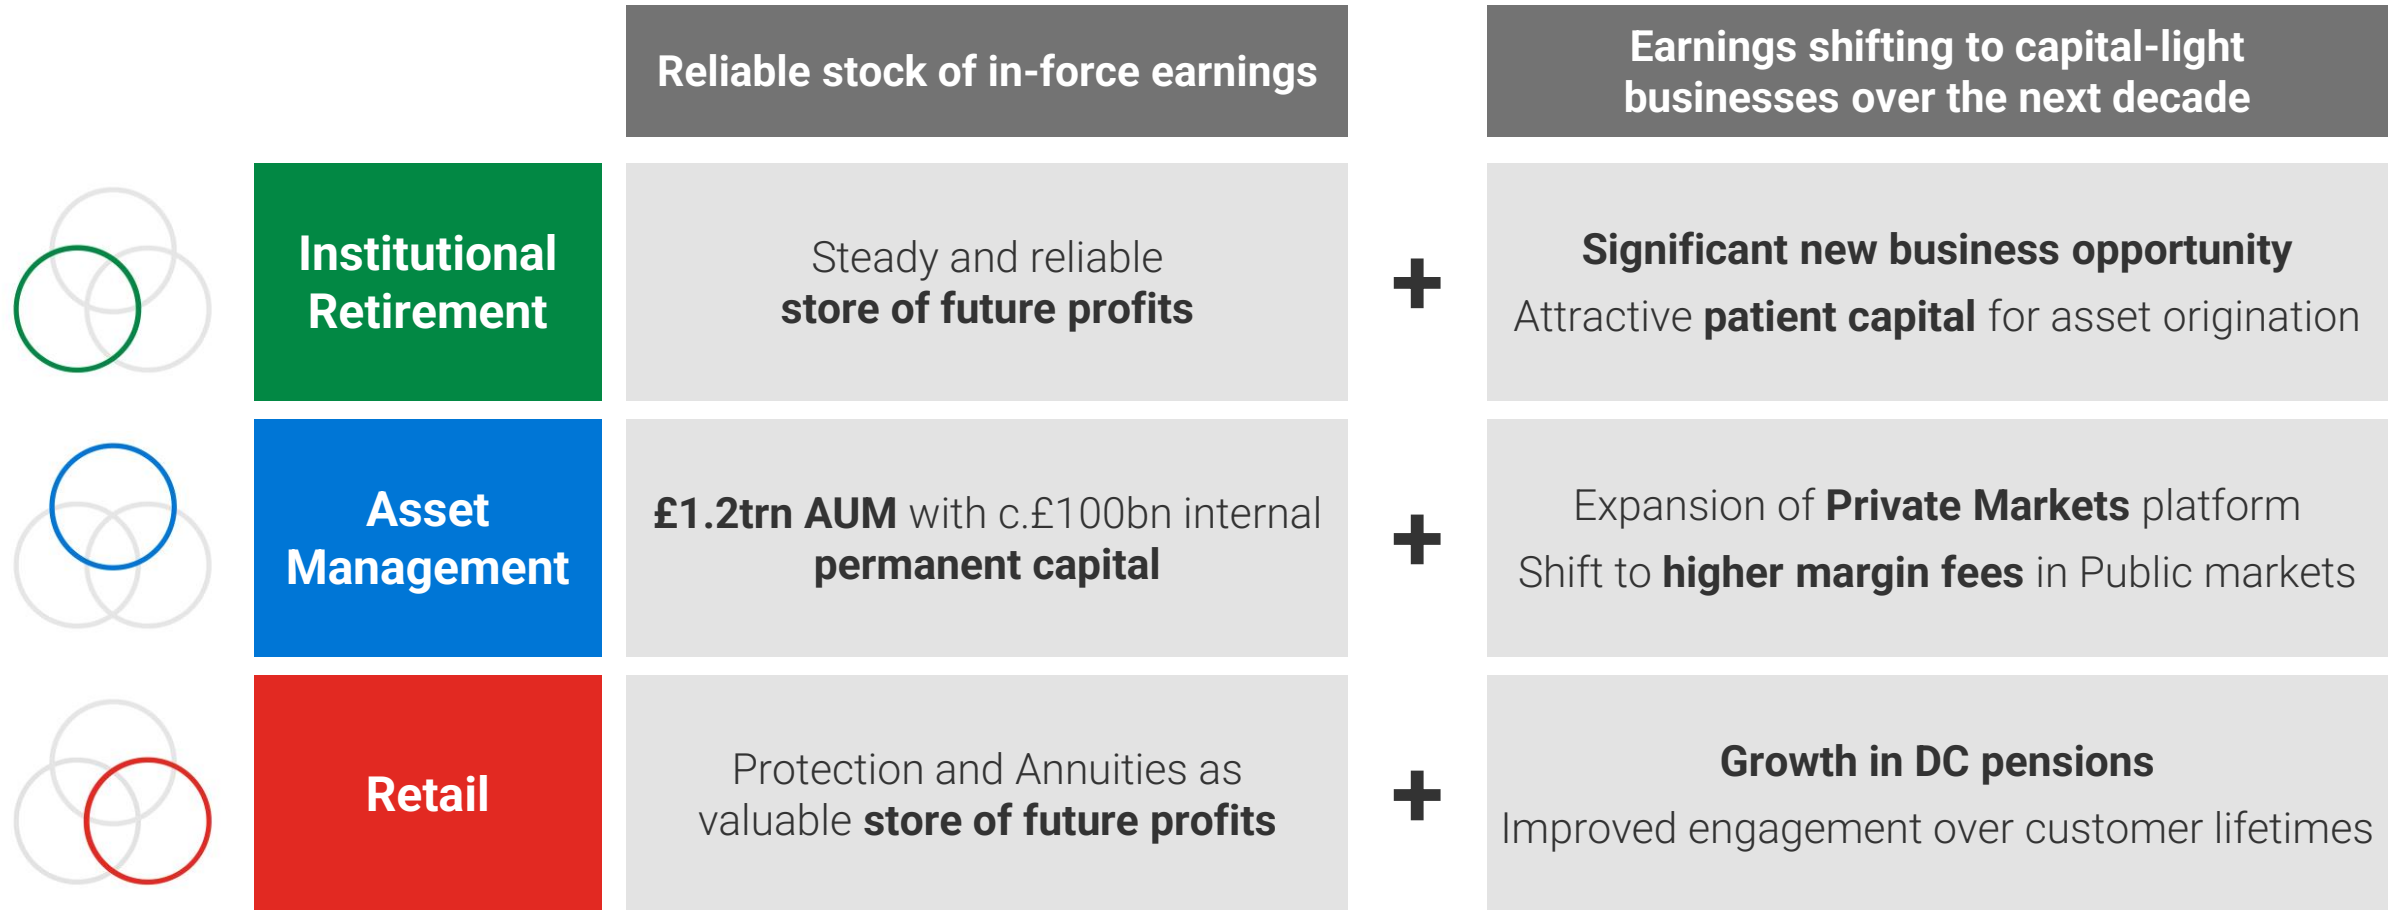 Reliable stock of in-force earnings
Earnings shifting to capital-light
businesses over the next decade
Institutional
Retirement
Steady and reliable
store of future profits
+
Significant new business opportunity
Attractive patient capital for asset origination
Asset
Management
£1.2trn AUM with c.£100bn internal
permanent capital
+
Expansion of Private Markets platform
Shift to higher margin fees in Public markets
Retail
Protection and Annuities as
valuable store of future profits
+
Growth in DC pensions
Improved engagement over customer lifetimes